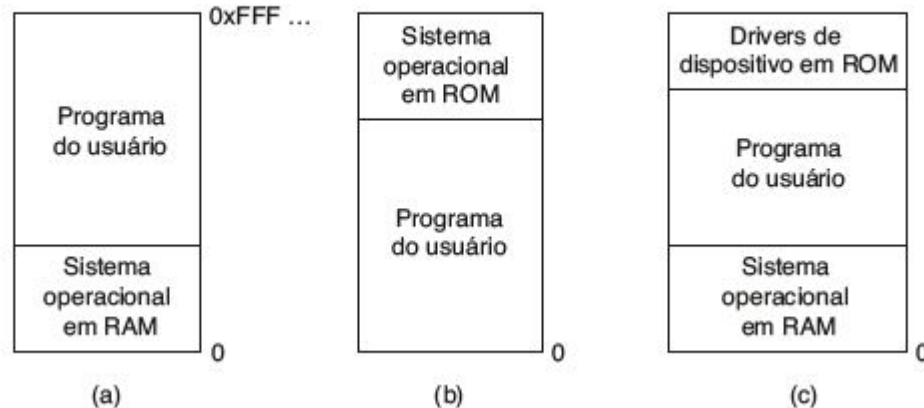 0xFFF ...
Programa
do usuário
Sistema
operacional
em RAM
0
(a)
Sistema
operacional
em ROM
Programa
do usuário
0
(b)
Drivers de
dispositivo em ROM
Programa
do usuário
Sistema
operacional
em RAM
0
(c)